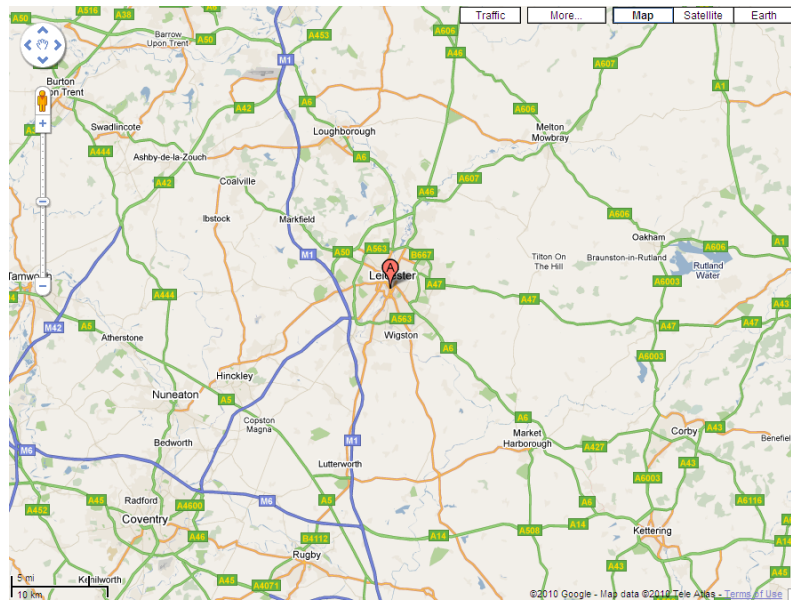 Traffic
More...
Map
Satellite
Earth
A50
A516
A38
Barrow
Upon Trent
A50
A453
M1
A606
A46
A607
A1
Burton
on Trent
A42
A6
A606
Swadlincote
A444
Loughborough
Melton
Mowbray
Ashby-de-la-Zouch
A6
A42
Coalville
A46
A607
Ibstock
Markfield
A606
A50
A563
B667
M1
Oakham
A606
A1
Tilton On
The Hill
Braunston-in-Rutland
Rutland
Water
A
Leicester
Tamworth
A444
A47
A47
A6003
A43
M42
A5
A563
A47
A47
Atherstone
Wigston
A6
A6003
Hinckley
Nuneaton
A5
Copston
Magna
A6
Market
Harborough
A427
Corby
A43
Bedworth
M1
M6
Lutterworth
A43
A6003
A45
Radford
A4600
M6
A5
A6
A6116
A452
Coventry
A46
B4112
A14
A508
A14
Kettering
Rugby
A43
A45
5 mi
10 km
Kenilworth
A45
A4071
©2010 Google - Map data ©2010 Tele Atlas - Terms of Use